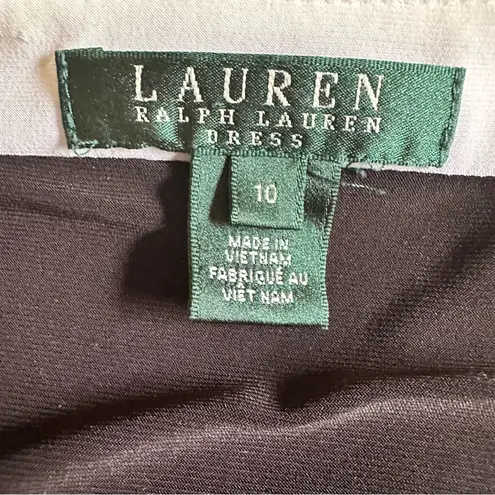 LAUREN
RALPH LAUREN
DRESS
10
MADE IN
VIETNAM
FABRIQUÉ AU
VIÊT NAM